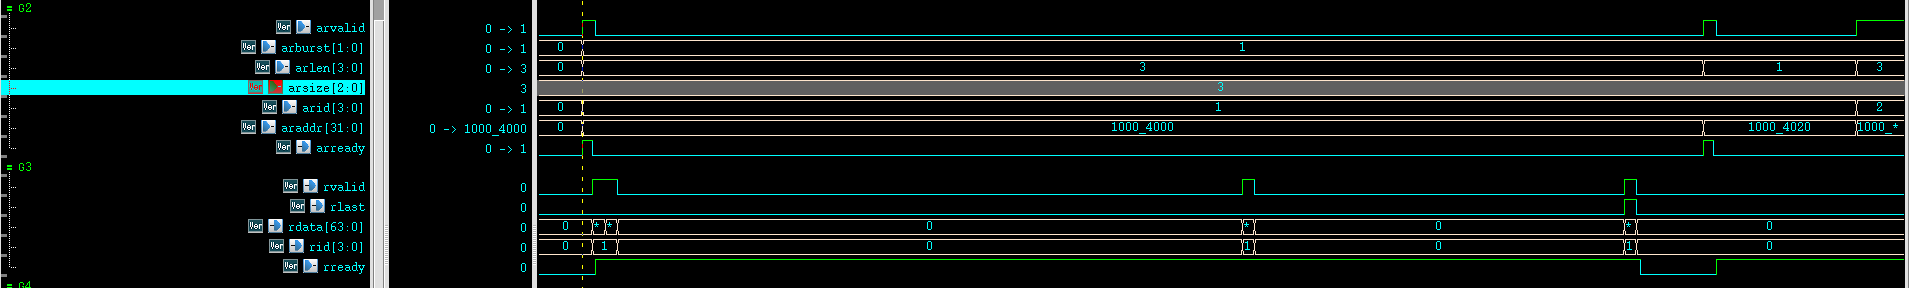 G2
Ver arvalid 0 -> 1
Ver arburst[1:0] 0 -> 1 0 1
Ver arlen[3:0] 0 -> 3 0 3 1 3
Ver arsize[2:0] 3 3
Ver arid[3:0] 0 -> 1 0 1 2
Ver araddr[31:0] 0 -> 1000_4000 0 1000_4000 1000_4020 1000_*
Ver arready 0 -> 1
G3
Ver rvalid 0
Ver rlast 0
Ver rdata[63:0] 0 0 * * 0 * 0 * 0
Ver rid[3:0] 0 0 1 0 1 0 1 0
Ver rready 0
G4